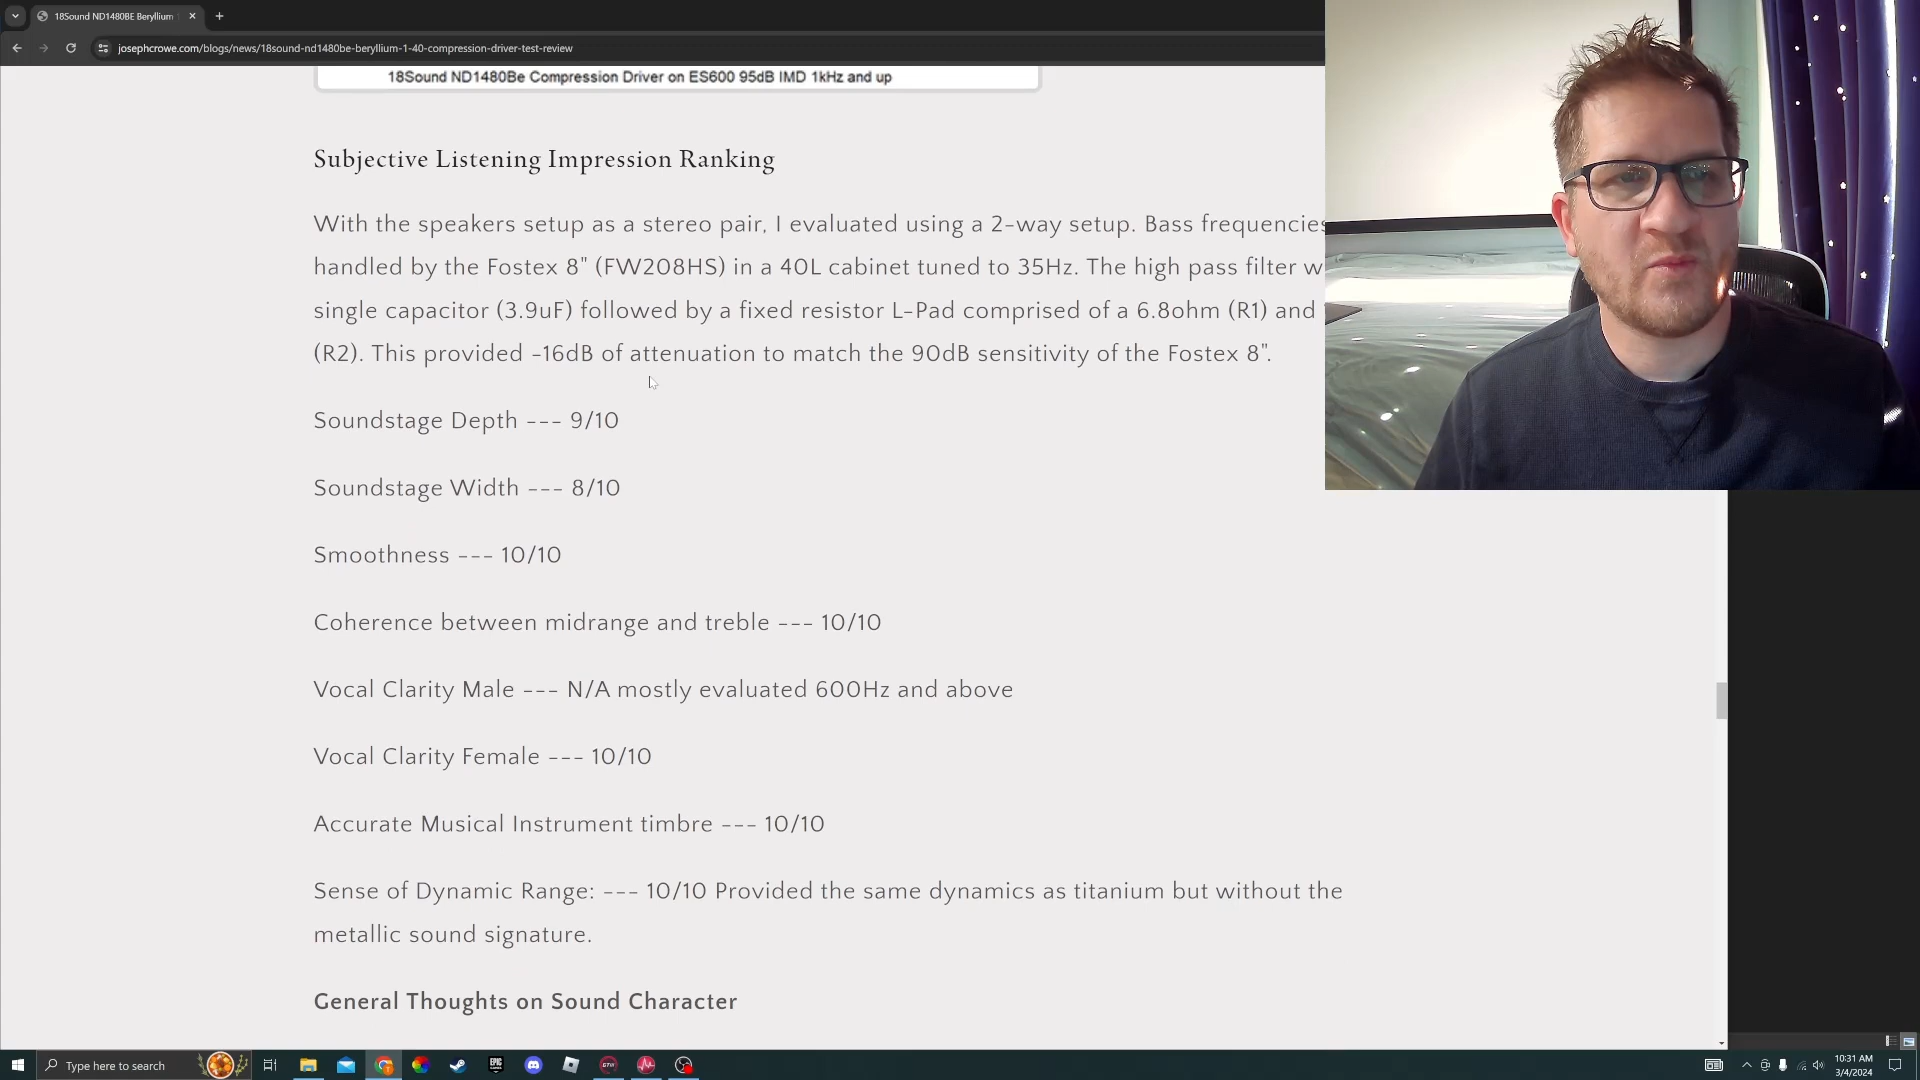 18Sound ND1480BE Beryllium
josephcrowe.com/blogs/news/18sound-nd1480be-beryllium-1-40-compression-driver-test-review
18Sound ND1480Be Compression Driver on ES600 95dB IMD 1kHz and up
Subjective Listening Impression Ranking
With the speakers setup as a stereo pair, I evaluated using a 2-way setup. Bass frequencies
handled by the Fostex 8" (FW208HS) in a 40L cabinet tuned to 35Hz. The high pass filter w
single capacitor (3.9uF) followed by a fixed resistor L-Pad comprised of a 6.8ohm (R1) and
(R2). This provided -16dB of attenuation to match the 90dB sensitivity of the Fostex 8".
Soundstage Depth --- 9/10
Soundstage Width --- 8/10
Smoothness --- 10/10
Coherence between midrange and treble --- 10/10
Vocal Clarity Male --- N/A mostly evaluated 600Hz and above
Vocal Clarity Female --- 10/10
Accurate Musical Instrument timbre --- 10/10
Sense of Dynamic Range: --- 10/10 Provided the same dynamics as titanium but without the
metallic sound signature.
General Thoughts on Sound Character
Type here to search
10:31 AM
3/4/2024